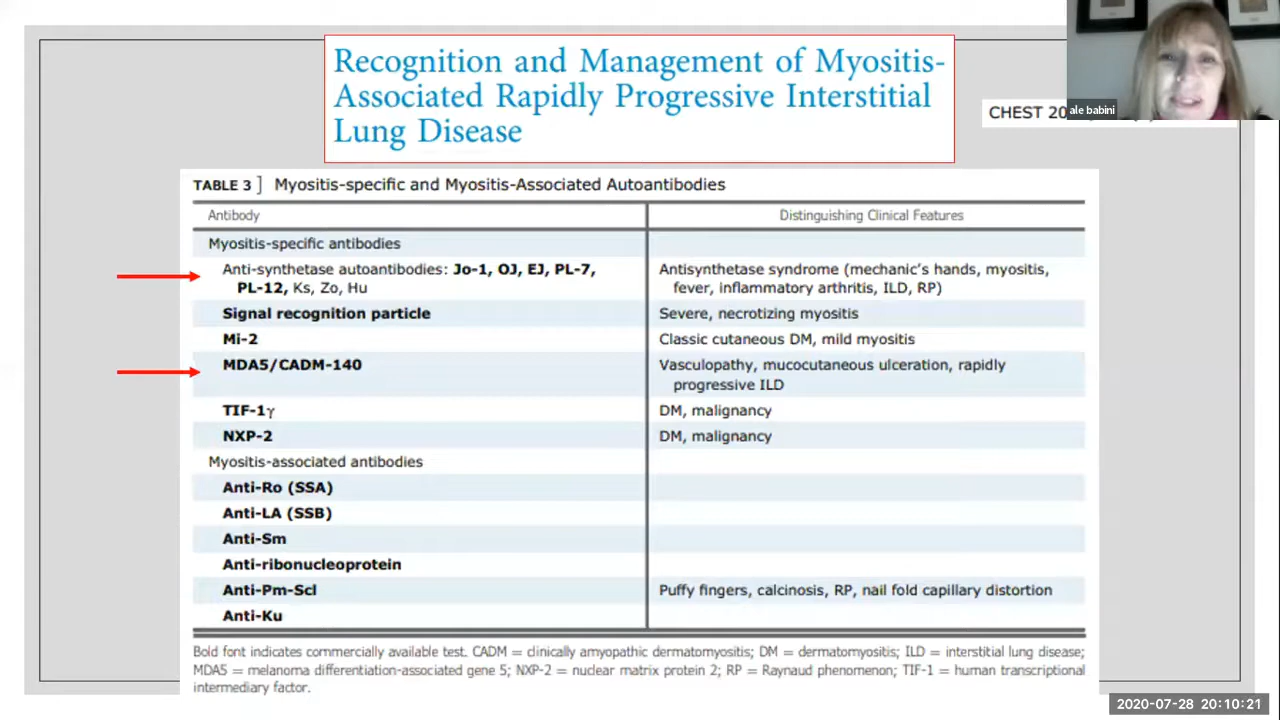 Recognition and Management of Myositis-
Associated Rapidly Progressive Interstitial
Lung Disease
ale babini
CHEST 20
TABLE 3 ] Myositis-specific and Myositis-Associated Autoantibodies
Antibody Distinguishing Clinical Features
Myositis-specific antibodies
Anti-synthetase autoantibodies: Jo-1, OJ, EJ, PL-7, Antisynthetase syndrome (mechanic's hands, myositis,
PL-12, Ks, Zo, Hu fever, inflammatory arthritis, ILD, RP)
Signal recognition particle Severe, necrotizing myositis
Mi-2 Classic cutaneous DM, mild myositis
MDA5/CADM-140 Vasculopathy, mucocutaneous ulceration, rapidly
progressive ILD
TIF-1γ DM, malignancy
NXP-2 DM, malignancy
Myositis-associated antibodies
Anti-Ro (SSA)
Anti-LA (SSB)
Anti-Sm
Anti-ribonucleoprotein
Anti-Pm-Scl Puffy fingers, calcinosis, RP, nail fold capillary distortion
Anti-Ku
Bold font indicates commercially available test. CADM = clinically amyopathic dermatomyositis; DM = dermatomyositis; ILD = interstitial lung disease;
MDA5 = melanoma differentiation-associated gene 5; NXP-2 = nuclear matrix protein 2; RP = Raynaud phenomenon; TIF-1 = human transcriptional
intermediary factor.
2020-07-28 20:10:21